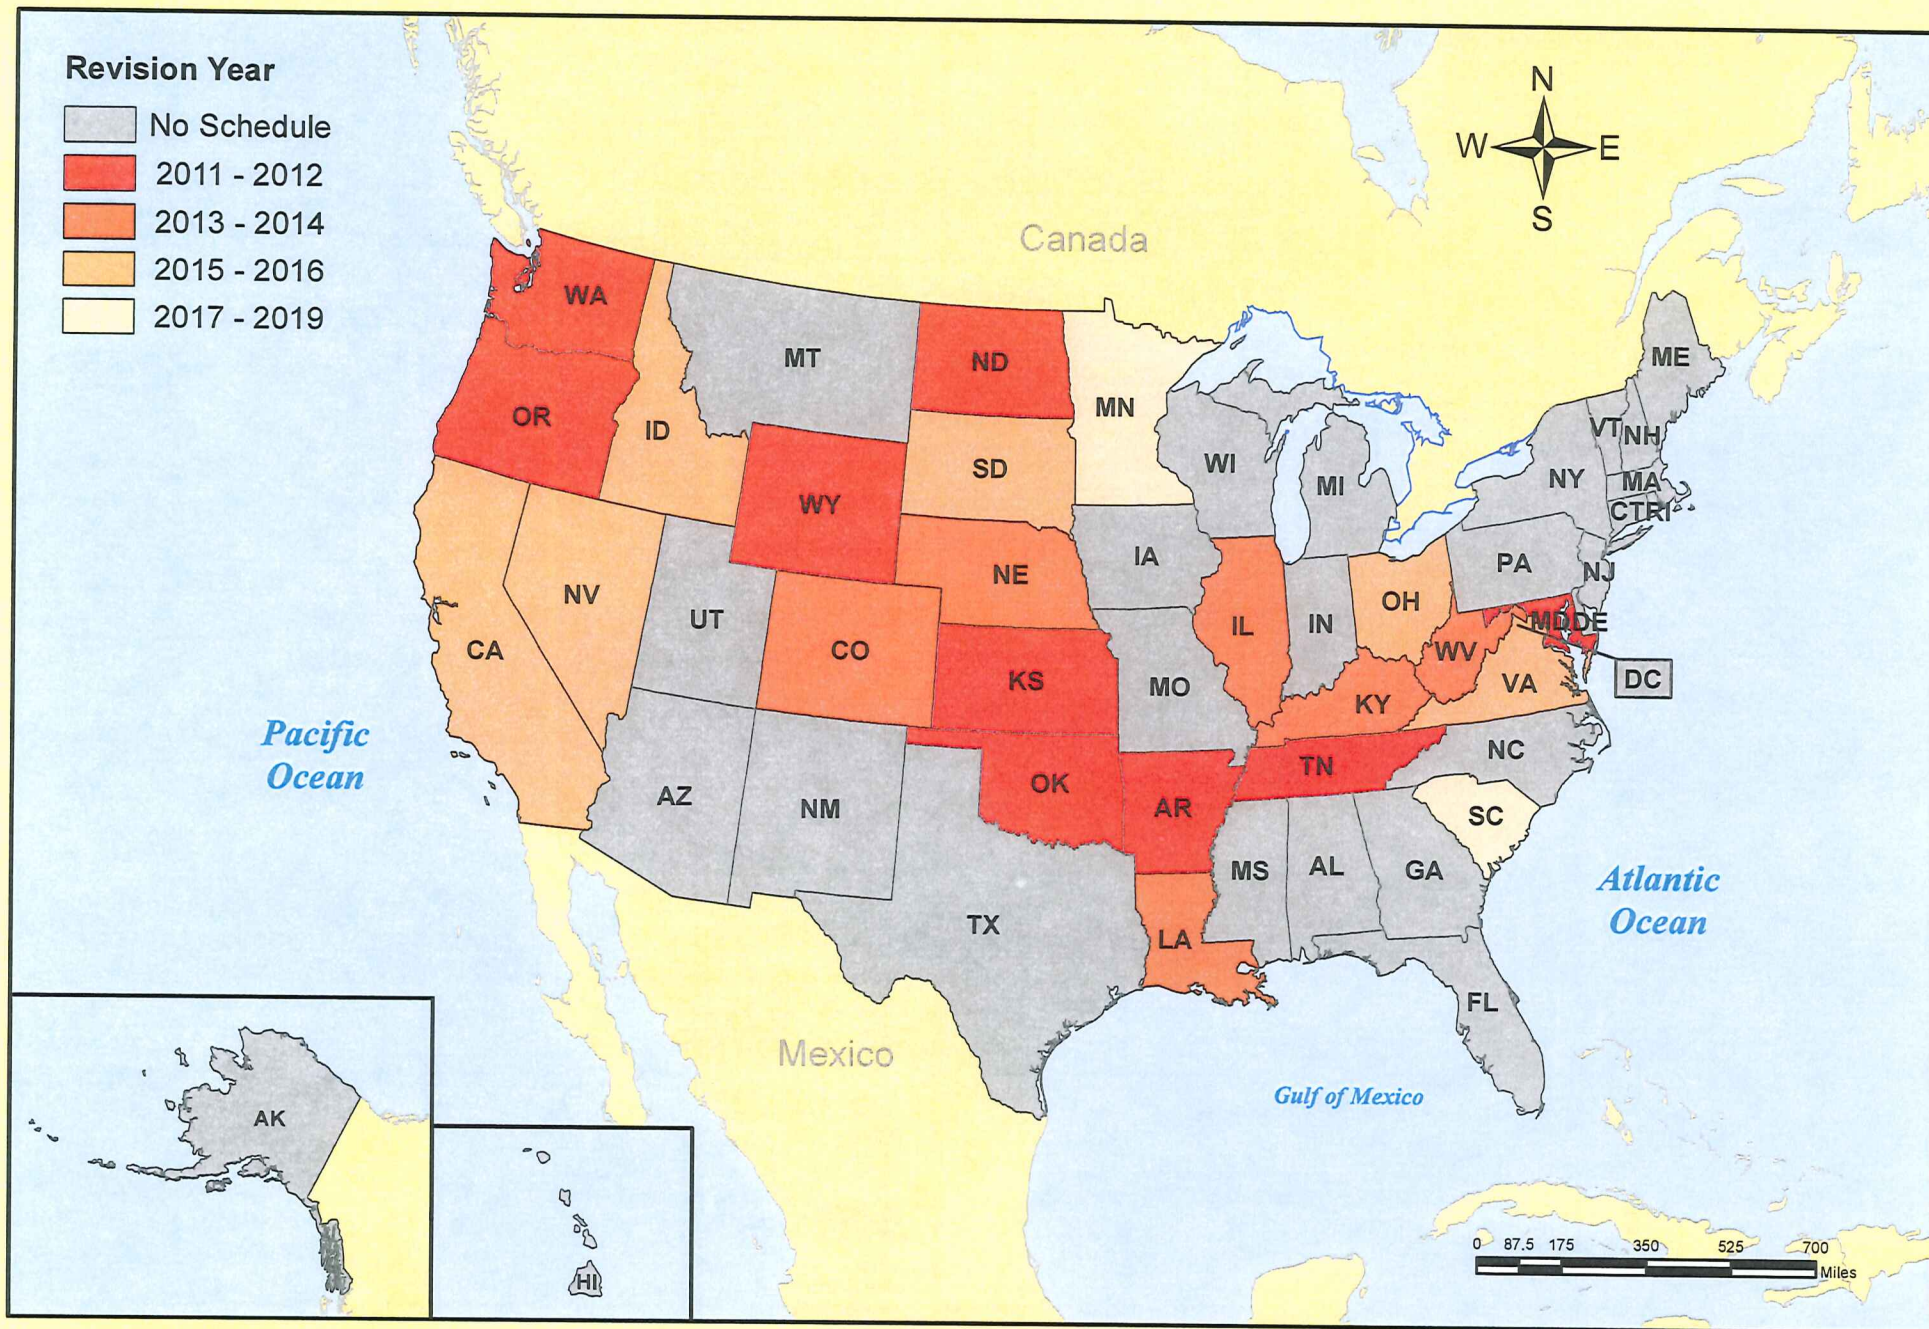 Revision Year
No Schedule
2011 - 2012
2013 - 2014
2015 - 2016
2017 - 2019
N
W
E
S
Canada
WA
MT
ND
MN
ME
OR
ID
SD
WI
MI
VT
NH
NY
MA
CT
RI
WY
IA
PA
NJ
NE
OH
NV
UT
IL
IN
MD
DE
CA
CO
WV
KS
MO
KY
VA
DC
Pacific
Ocean
NC
TN
OK
AZ
NM
AR
SC
MS
AL
GA
Atlantic
Ocean
TX
LA
FL
Mexico
Gulf of Mexico
AK
HI
0 87.5 175 350 525 700
Miles